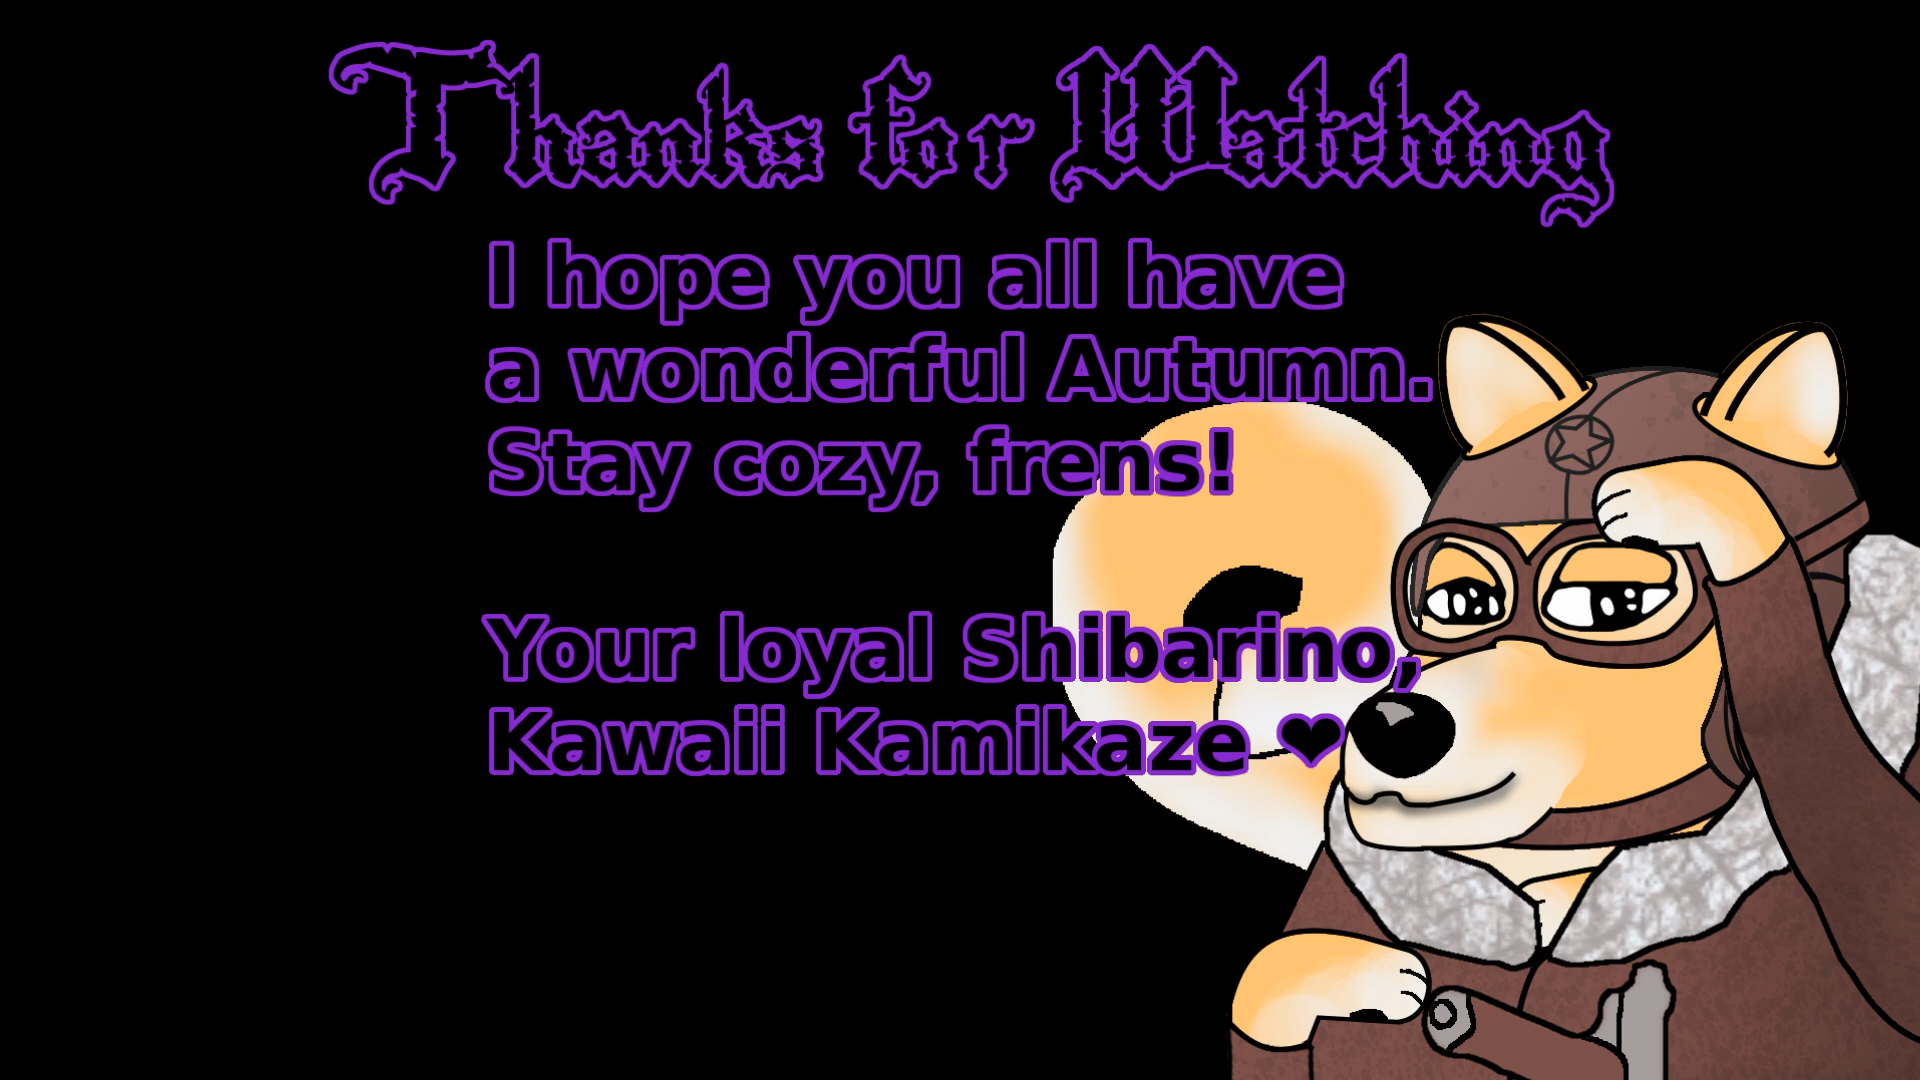 Thanks for Watching
I hope you all have
a wonderful Autumn.
Stay cozy, frens!
Your loyal Shibarino,
Kawaii Kamikaze ❤